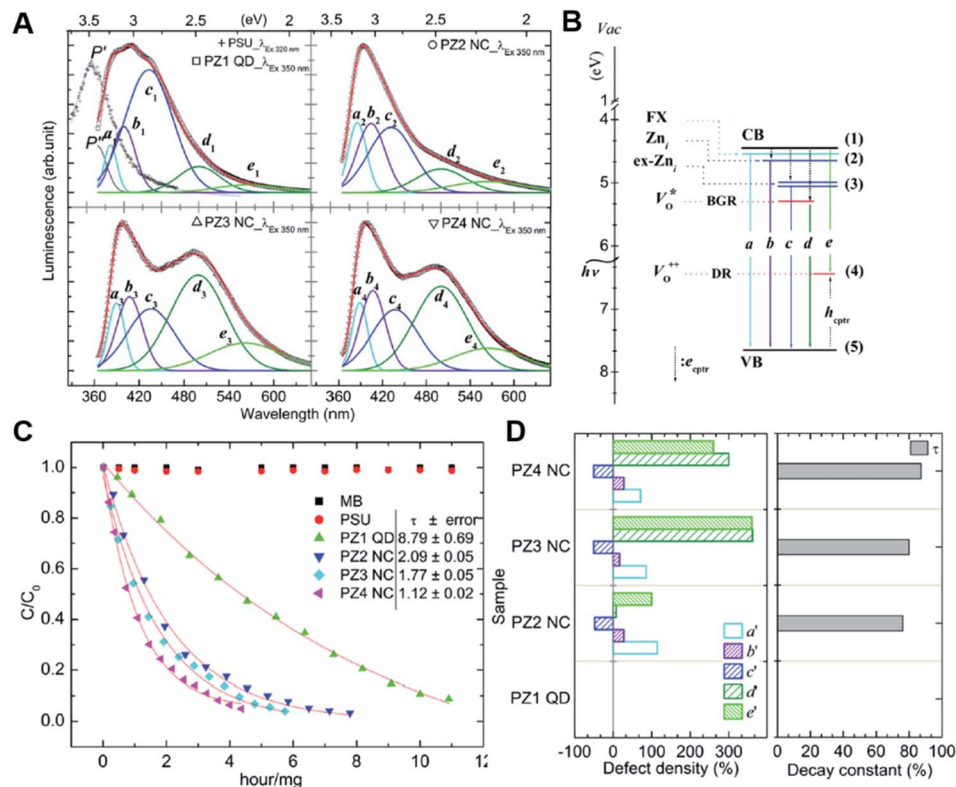 A
3.5 3 2.5 (eV)
3.5 3 2.5 2
+ PSU_λEx 320 nm
□ PZ1 QD_λEx 350 nm
P'
P''
a1 b1 c1 d1 e1
○ PZ2 NC_λEx 350 nm
a2 b2 c2 d2 e2
△ PZ3 NC_λEx 350 nm
a3 b3 c3 d3 e3
▽ PZ4 NC_λEx 350 nm
a4 b4 c4 d4 e4
Luminescence (arb.unit)
360 420 480 560
360 420 480 560
Wavelength (nm)
B
Vac
(eV)
1
4
5
6
hν
7
8
FX
Zni
ex-Zni
VO*
BGR
VO++
DR
CB
VB
a b c d e
(1)
(2)
(3)
(4)
(5)
hcptr
:ecptr
C
C/C0
1.0
0.8
0.6
0.4
0.2
0.0
MB
PSU τ ± error
PZ1 QD 8.79 ± 0.69
PZ2 NC 2.09 ± 0.05
PZ3 NC 1.77 ± 0.05
PZ4 NC 1.12 ± 0.02
0 2 4 6 8 10 12
hour/mg
D
Sample
PZ4 NC
PZ3 NC
PZ2 NC
PZ1 QD
a'
b'
c'
d'
e'
τ
-100 0 100 200 300
Defect density (%)
0 20 40 60 80 100
Decay constant (%)